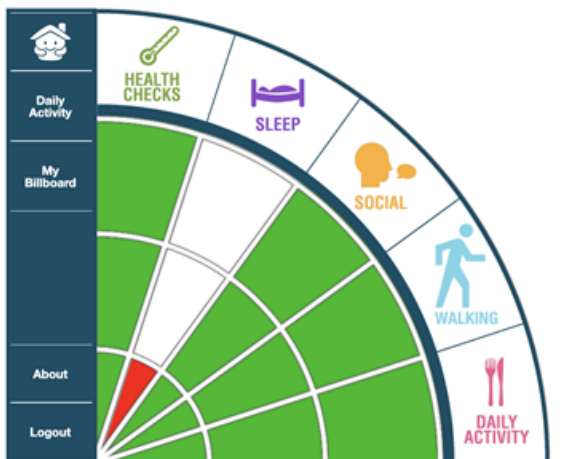 Daily
Activity
My
Billboard
About
Logout
HEALTH
CHECKS
SLEEP
SOCIAL
WALKING
DAILY
ACTIVITY